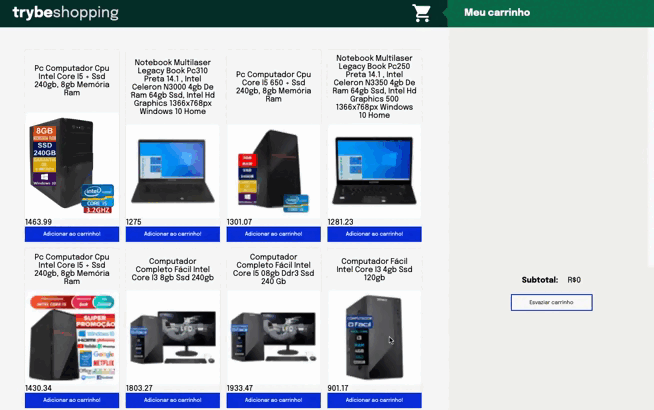 trybeshopping
Meu carrinho
Pc Computador Cpu
Intel Core I5 + Ssd
240gb, 8gb Memória
Ram
8GB
SSD
240GB
Windows 10
intel
CORE i5
3.2GHZ
1463.99
Adicionar ao carrinho!
Notebook Multilaser
Legacy Book Pc310
Preta 14.1 , Intel
Celeron N3000 4gb De
Ram 64gb Ssd, Intel Hd
Graphics 1366x768px
Windows 10 Home
1275
Adicionar ao carrinho!
Pc Computador Cpu
Core I5 650 + Ssd
240gb, 8gb Memória
Ram
1301.07
Adicionar ao carrinho!
Notebook Multilaser
Legacy Book Pc250
Preta 14.1 , Intel
Celeron N3350 4gb De
Ram 64gb Ssd, Intel Hd
Graphics 500
1366x768px Windows
10 Home
1281.23
Adicionar ao carrinho!
Pc Computador Cpu
Intel Core I5 + Ssd
240gb, 8gb Memória
Ram
SUPER
PROMOÇÃO
HDMI
YouTube
Google
NETFLIX
1430.34
Adicionar ao carrinho!
Computador
Completo Fácil Intel
Core I3 8gb Ssd 240gb
1803.27
Adicionar ao carrinho!
Computador
Completo Fácil Intel
Core I5 08gb Ddr3 Ssd
240 Gb
1933.47
Adicionar ao carrinho!
Computador Fácil
Intel Core I3 4gb Ssd
120gb
901.17
Adicionar ao carrinho!
Subtotal: R$0
Esvaziar carrinho